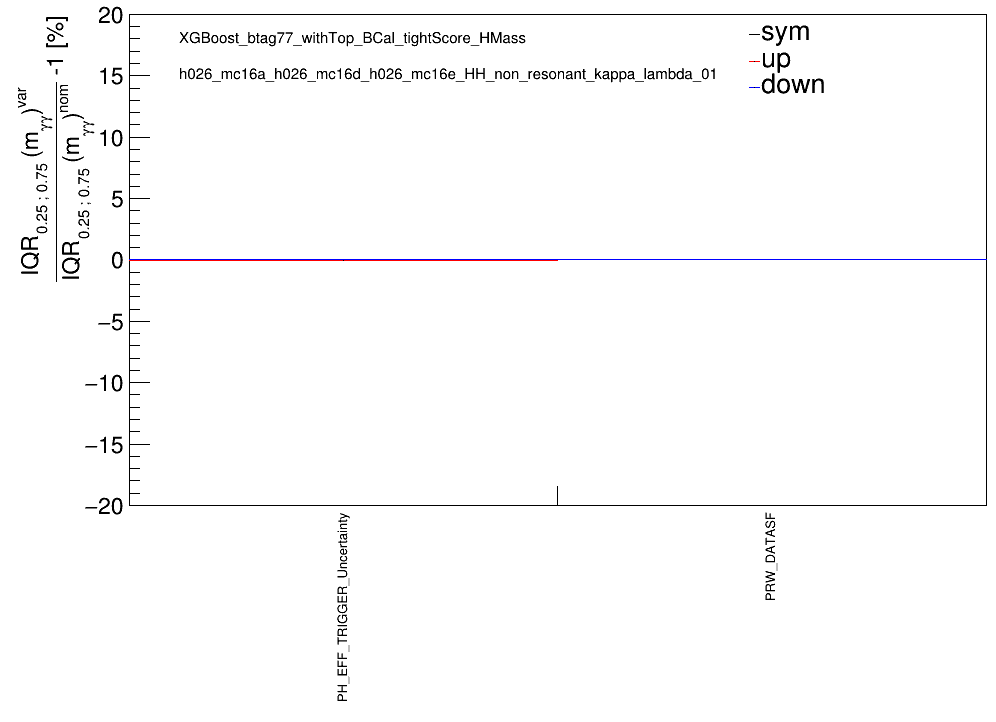 IQR0.25 ; 0.75 (mγγ)var
IQR0.25 ; 0.75 (mγγ)nom
-1 [%]
XGBoost_btag77_withTop_BCal_tightScore_HMass
h026_mc16a_h026_mc16d_h026_mc16e_HH_non_resonant_kappa_lambda_01
sym
up
down
20
15
10
5
0
−5
−10
−15
−20
PH_EFF_TRIGGER_Uncertainty
PRW_DATASF